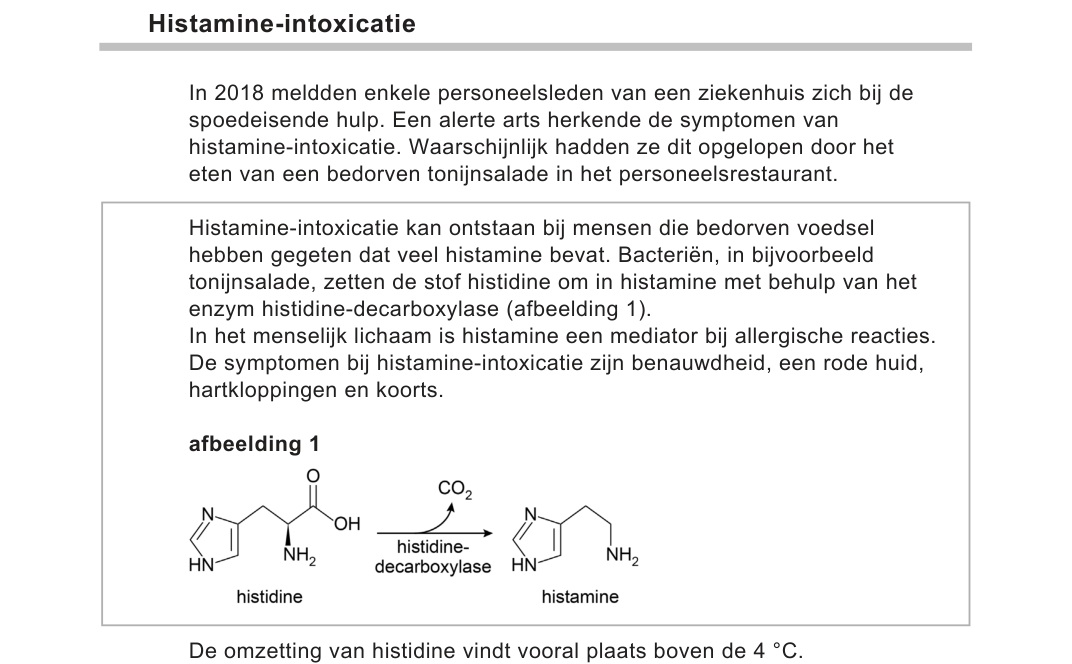 Histamine-intoxicatie
In 2018 meldden enkele personeelsleden van een ziekenhuis zich bij de
spoedeisende hulp. Een alerte arts herkende de symptomen van
histamine-intoxicatie. Waarschijnlijk hadden ze dit opgelopen door het
eten van een bedorven tonijnsalade in het personeelsrestaurant.
Histamine-intoxicatie kan ontstaan bij mensen die bedorven voedsel
hebben gegeten dat veel histamine bevat. Bacteriën, in bijvoorbeeld
tonijnsalade, zetten de stof histidine om in histamine met behulp van het
enzym histidine-decarboxylase (afbeelding 1).
In het menselijk lichaam is histamine een mediator bij allergische reacties.
De symptomen bij histamine-intoxicatie zijn benauwdheid, een rode huid,
hartkloppingen en koorts.
afbeelding 1
O
N
OH
NH₂
HN
histidine
CO₂
histidine-
decarboxylase
N
NH₂
HN
histamine
De omzetting van histidine vindt vooral plaats boven de 4 °C.